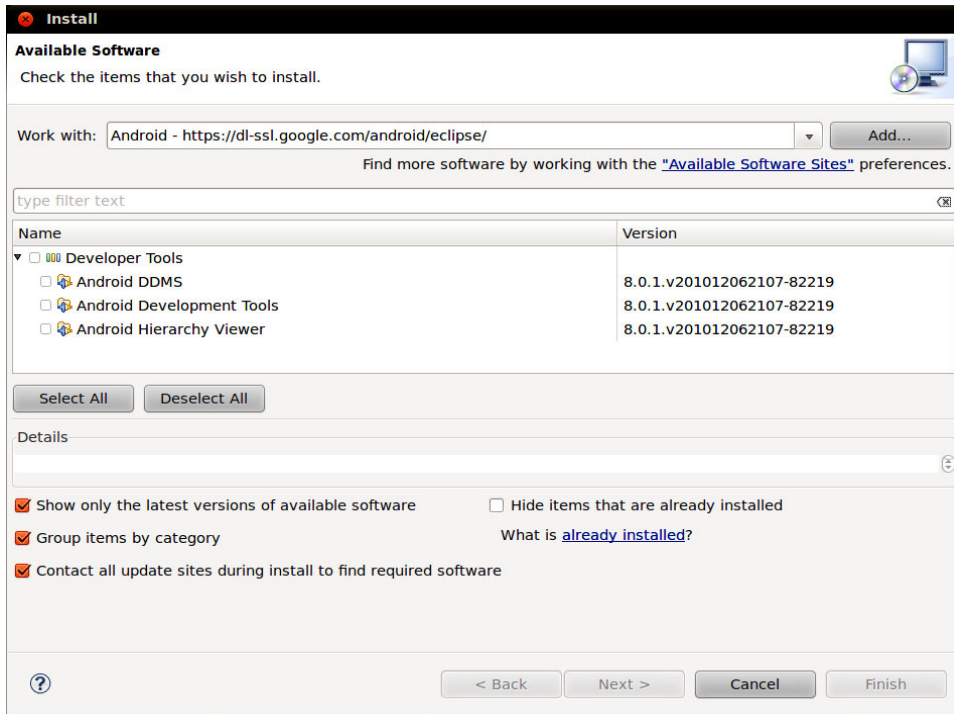 Install
Available Software
Check the items that you wish to install.
Work with: Android - https://dl-ssl.google.com/android/eclipse/ Add...
Find more software by working with the "Available Software Sites" preferences.
type filter text
Name Version
Developer Tools
Android DDMS 8.0.1.v201012062107-82219
Android Development Tools 8.0.1.v201012062107-82219
Android Hierarchy Viewer 8.0.1.v201012062107-82219
Select All Deselect All
Details
Show only the latest versions of available software Hide items that are already installed
Group items by category What is already installed?
Contact all update sites during install to find required software
? < Back Next > Cancel Finish